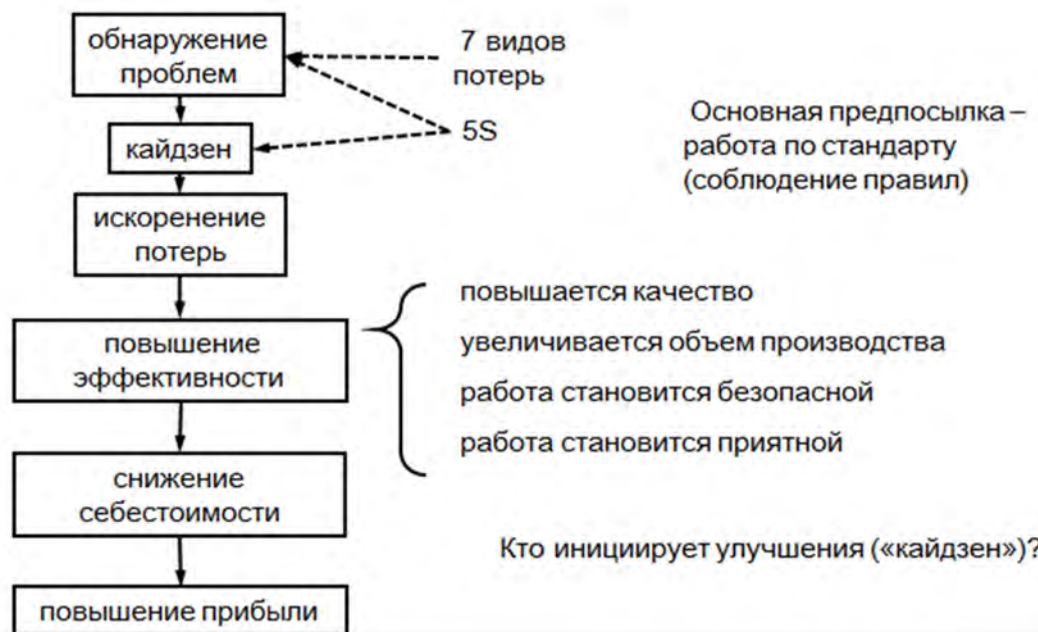 обнаружение
проблем
7 видов
потерь
5S
кайдзен
Основная предпосылка –
работа по стандарту
(соблюдение правил)
искоренение
потерь
повышение
эффективности
повышается качество
увеличивается объем производства
работа становится безопасной
работа становится приятной
снижение
себестоимости
Кто инициирует улучшения («кайдзен»)?
повышение прибыли